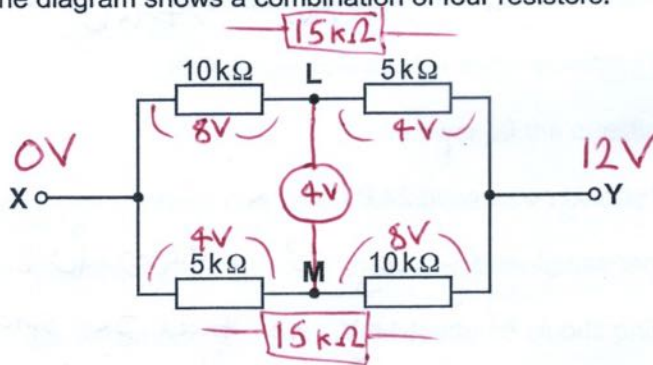 he diagram shows a combination of four resistors.
15kΩ
10kΩ L 5kΩ
8V 4V
0V 12V
X 4V Y
4V 8V
5kΩ M 10kΩ
15kΩ